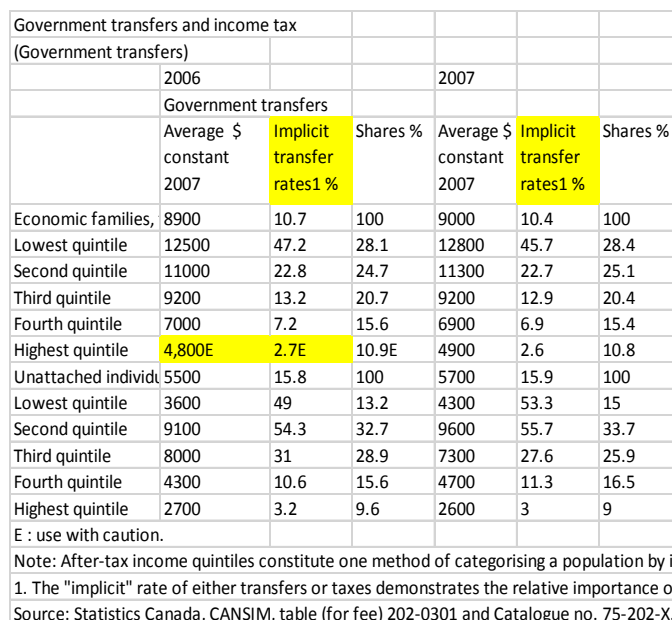 Government transfers and income tax
(Government transfers)
2006 2007
Government transfers
Average $ constant 2007 Implicit transfer rates1 % Shares % Average $ constant 2007 Implicit transfer rates1 % Shares %
Economic families, 8900 10.7 100 9000 10.4 100
Lowest quintile 12500 47.2 28.1 12800 45.7 28.4
Second quintile 11000 22.8 24.7 11300 22.7 25.1
Third quintile 9200 13.2 20.7 9200 12.9 20.4
Fourth quintile 7000 7.2 15.6 6900 6.9 15.4
Highest quintile 4,800E 2.7E 10.9E 4900 2.6 10.8
Unattached individu 5500 15.8 100 5700 15.9 100
Lowest quintile 3600 49 13.2 4300 53.3 15
Second quintile 9100 54.3 32.7 9600 55.7 33.7
Third quintile 8000 31 28.9 7300 27.6 25.9
Fourth quintile 4300 10.6 15.6 4700 11.3 16.5
Highest quintile 2700 3.2 9.6 2600 3 9
E : use with caution.
Note: After-tax income quintiles constitute one method of categorising a population by i
1. The "implicit" rate of either transfers or taxes demonstrates the relative importance o
Source: Statistics Canada, CANSIM, table (for fee) 202-0301 and Catalogue no. 75-202-X.